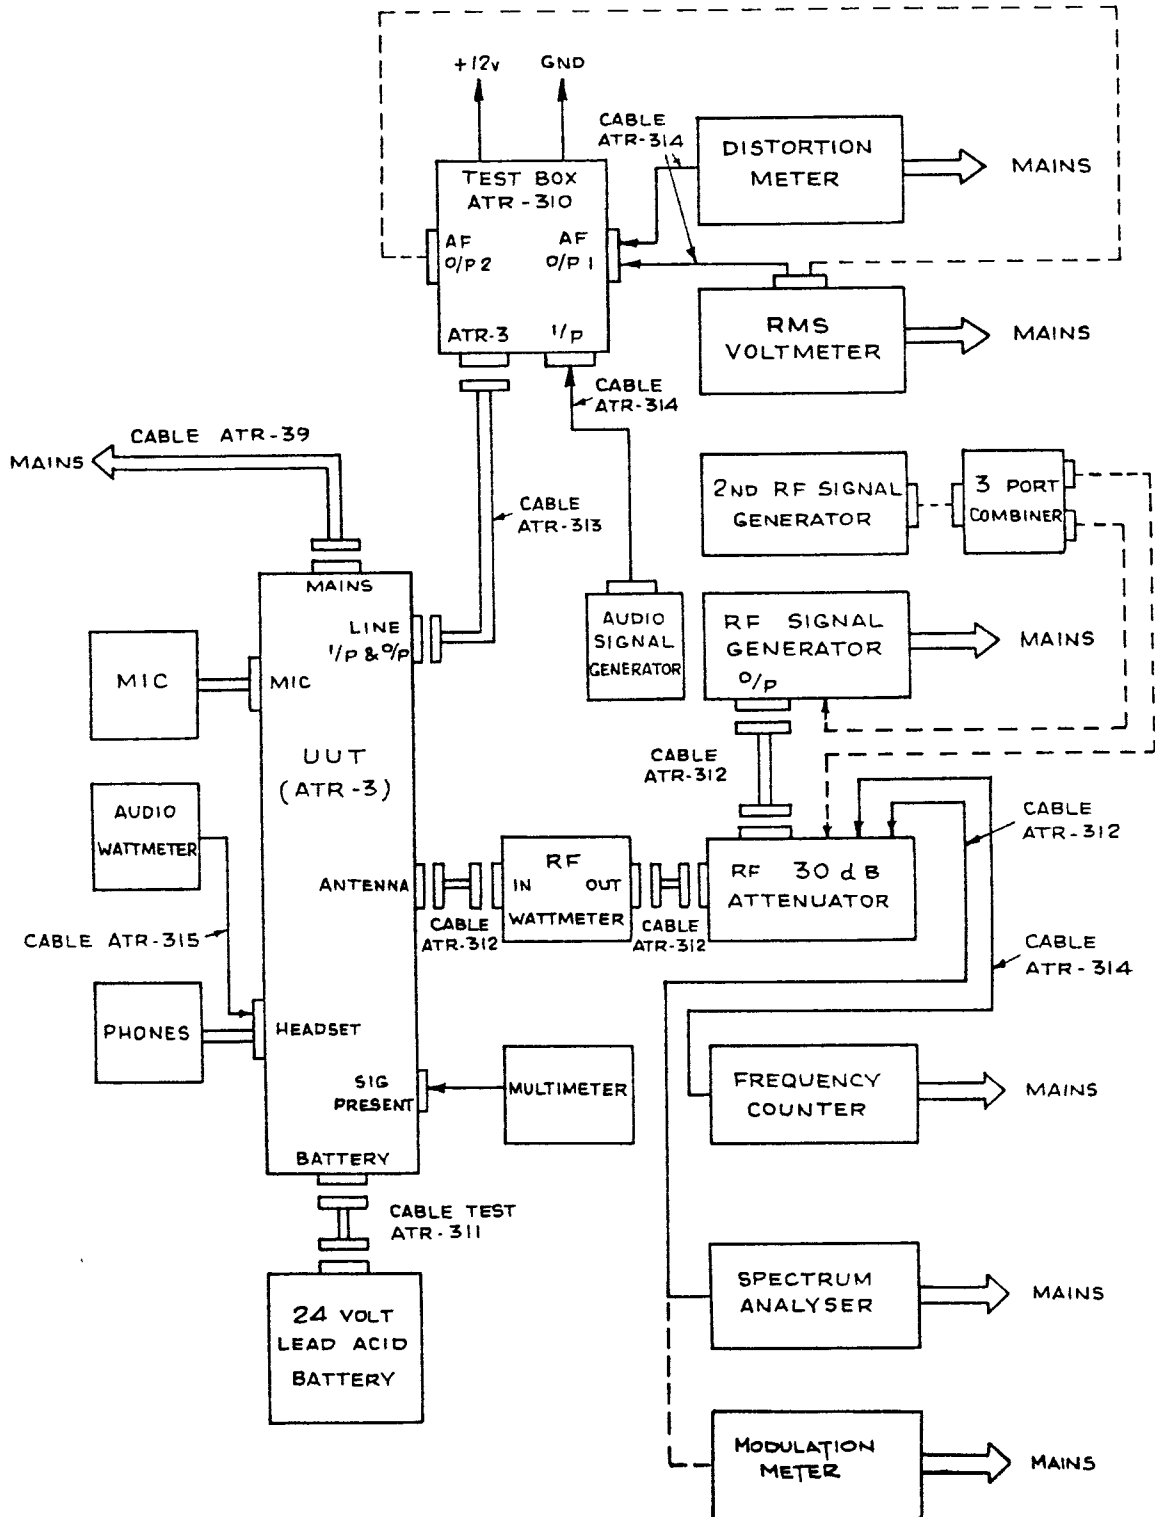 +12v
GND
CABLE
ATR-314
TEST BOX
ATR-310
AF
O/P 2
AF
O/P 1
ATR-3
I/P
DISTORTION
METER
MAINS
RMS
VOLTMETER
MAINS
CABLE
ATR-314
CABLE ATR-39
MAINS
CABLE
ATR-313
2ND RF SIGNAL
GENERATOR
3 PORT
COMBINER
MAINS
LINE
I/P & O/P
MIC
MIC
UUT
(ATR-3)
AUDIO
SIGNAL
GENERATOR
RF SIGNAL
GENERATOR
O/P
MAINS
CABLE
ATR-312
CABLE
ATR-312
AUDIO
WATTMETER
ANTENNA
RF
IN OUT
WATTMETER
RF 30 dB
ATTENUATOR
CABLE
ATR-312
CABLE
ATR-312
CABLE ATR-315
CABLE
ATR-314
PHONES
HEADSET
SIG
PRESENT
MULTIMETER
FREQUENCY
COUNTER
MAINS
BATTERY
CABLE TEST
ATR-311
24 VOLT
LEAD ACID
BATTERY
SPECTRUM
ANALYSER
MAINS
MODULATION
METER
MAINS